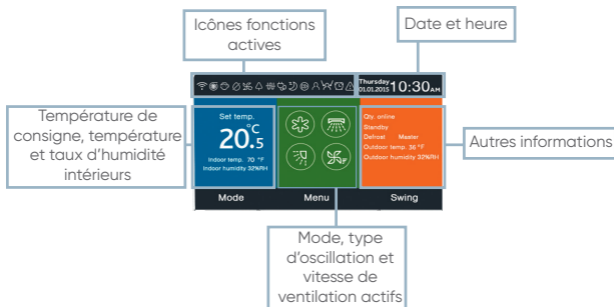 Icônes fonctions
actives
Date et heure
Thursday
01.01.2015 10:30AM
Température de
consigne, température
et taux d'humidité
intérieurs
Set temp.
20.5 °C
Indoor temp. 70 °F
Indoor humidity 32%RH
F
Qty. online
Standby
Defrost Master
Outdoor temp. 36 °F
Outdoor humidity 32%RH
Autres informations
Mode Menu Swing
Mode, type
d'oscillation et
vitesse de
ventilation actifs